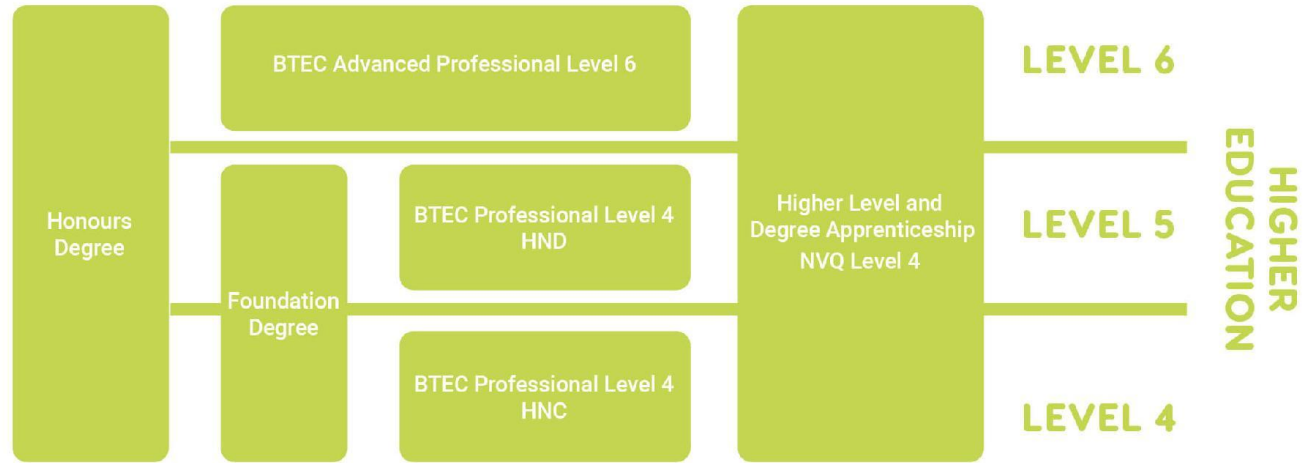 Honours
Degree
BTEC Advanced Professional Level 6
Foundation
Degree
BTEC Professional Level 4
HND
BTEC Professional Level 4
HNC
Higher Level and
Degree Apprenticeship
NVQ Level 4
LEVEL 6
LEVEL 5
LEVEL 4
HIGHER
EDUCATION